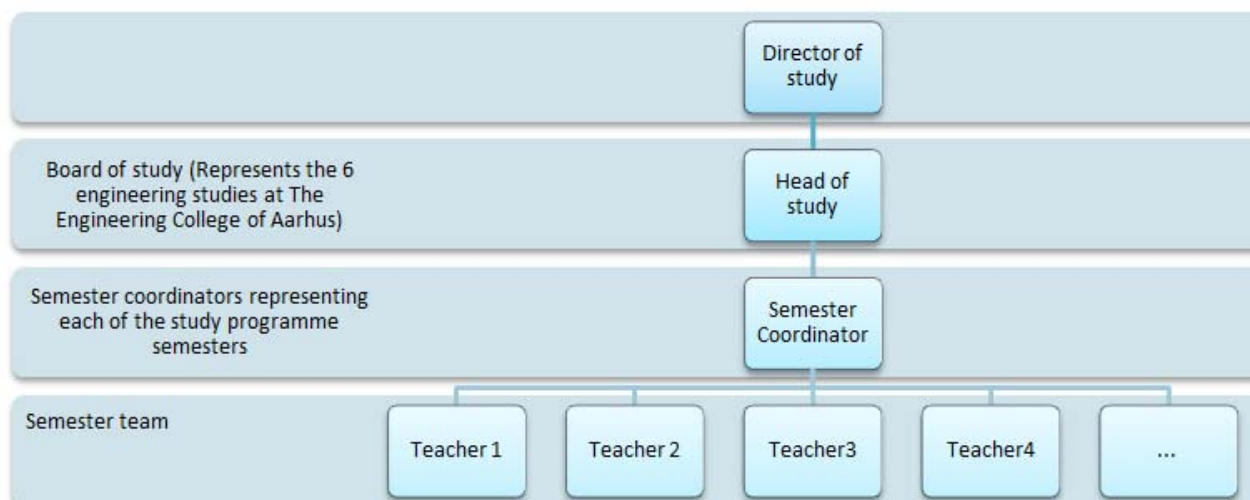 Director of
study
Board of study (Represents the 6
engineering studies at The
Engineering College of Aarhus)
Head of
study
Semester coordinators representing
each of the study programme
semesters
Semester
Coordinator
Semester team
Teacher 1
Teacher 2
Teacher3
Teacher4
...